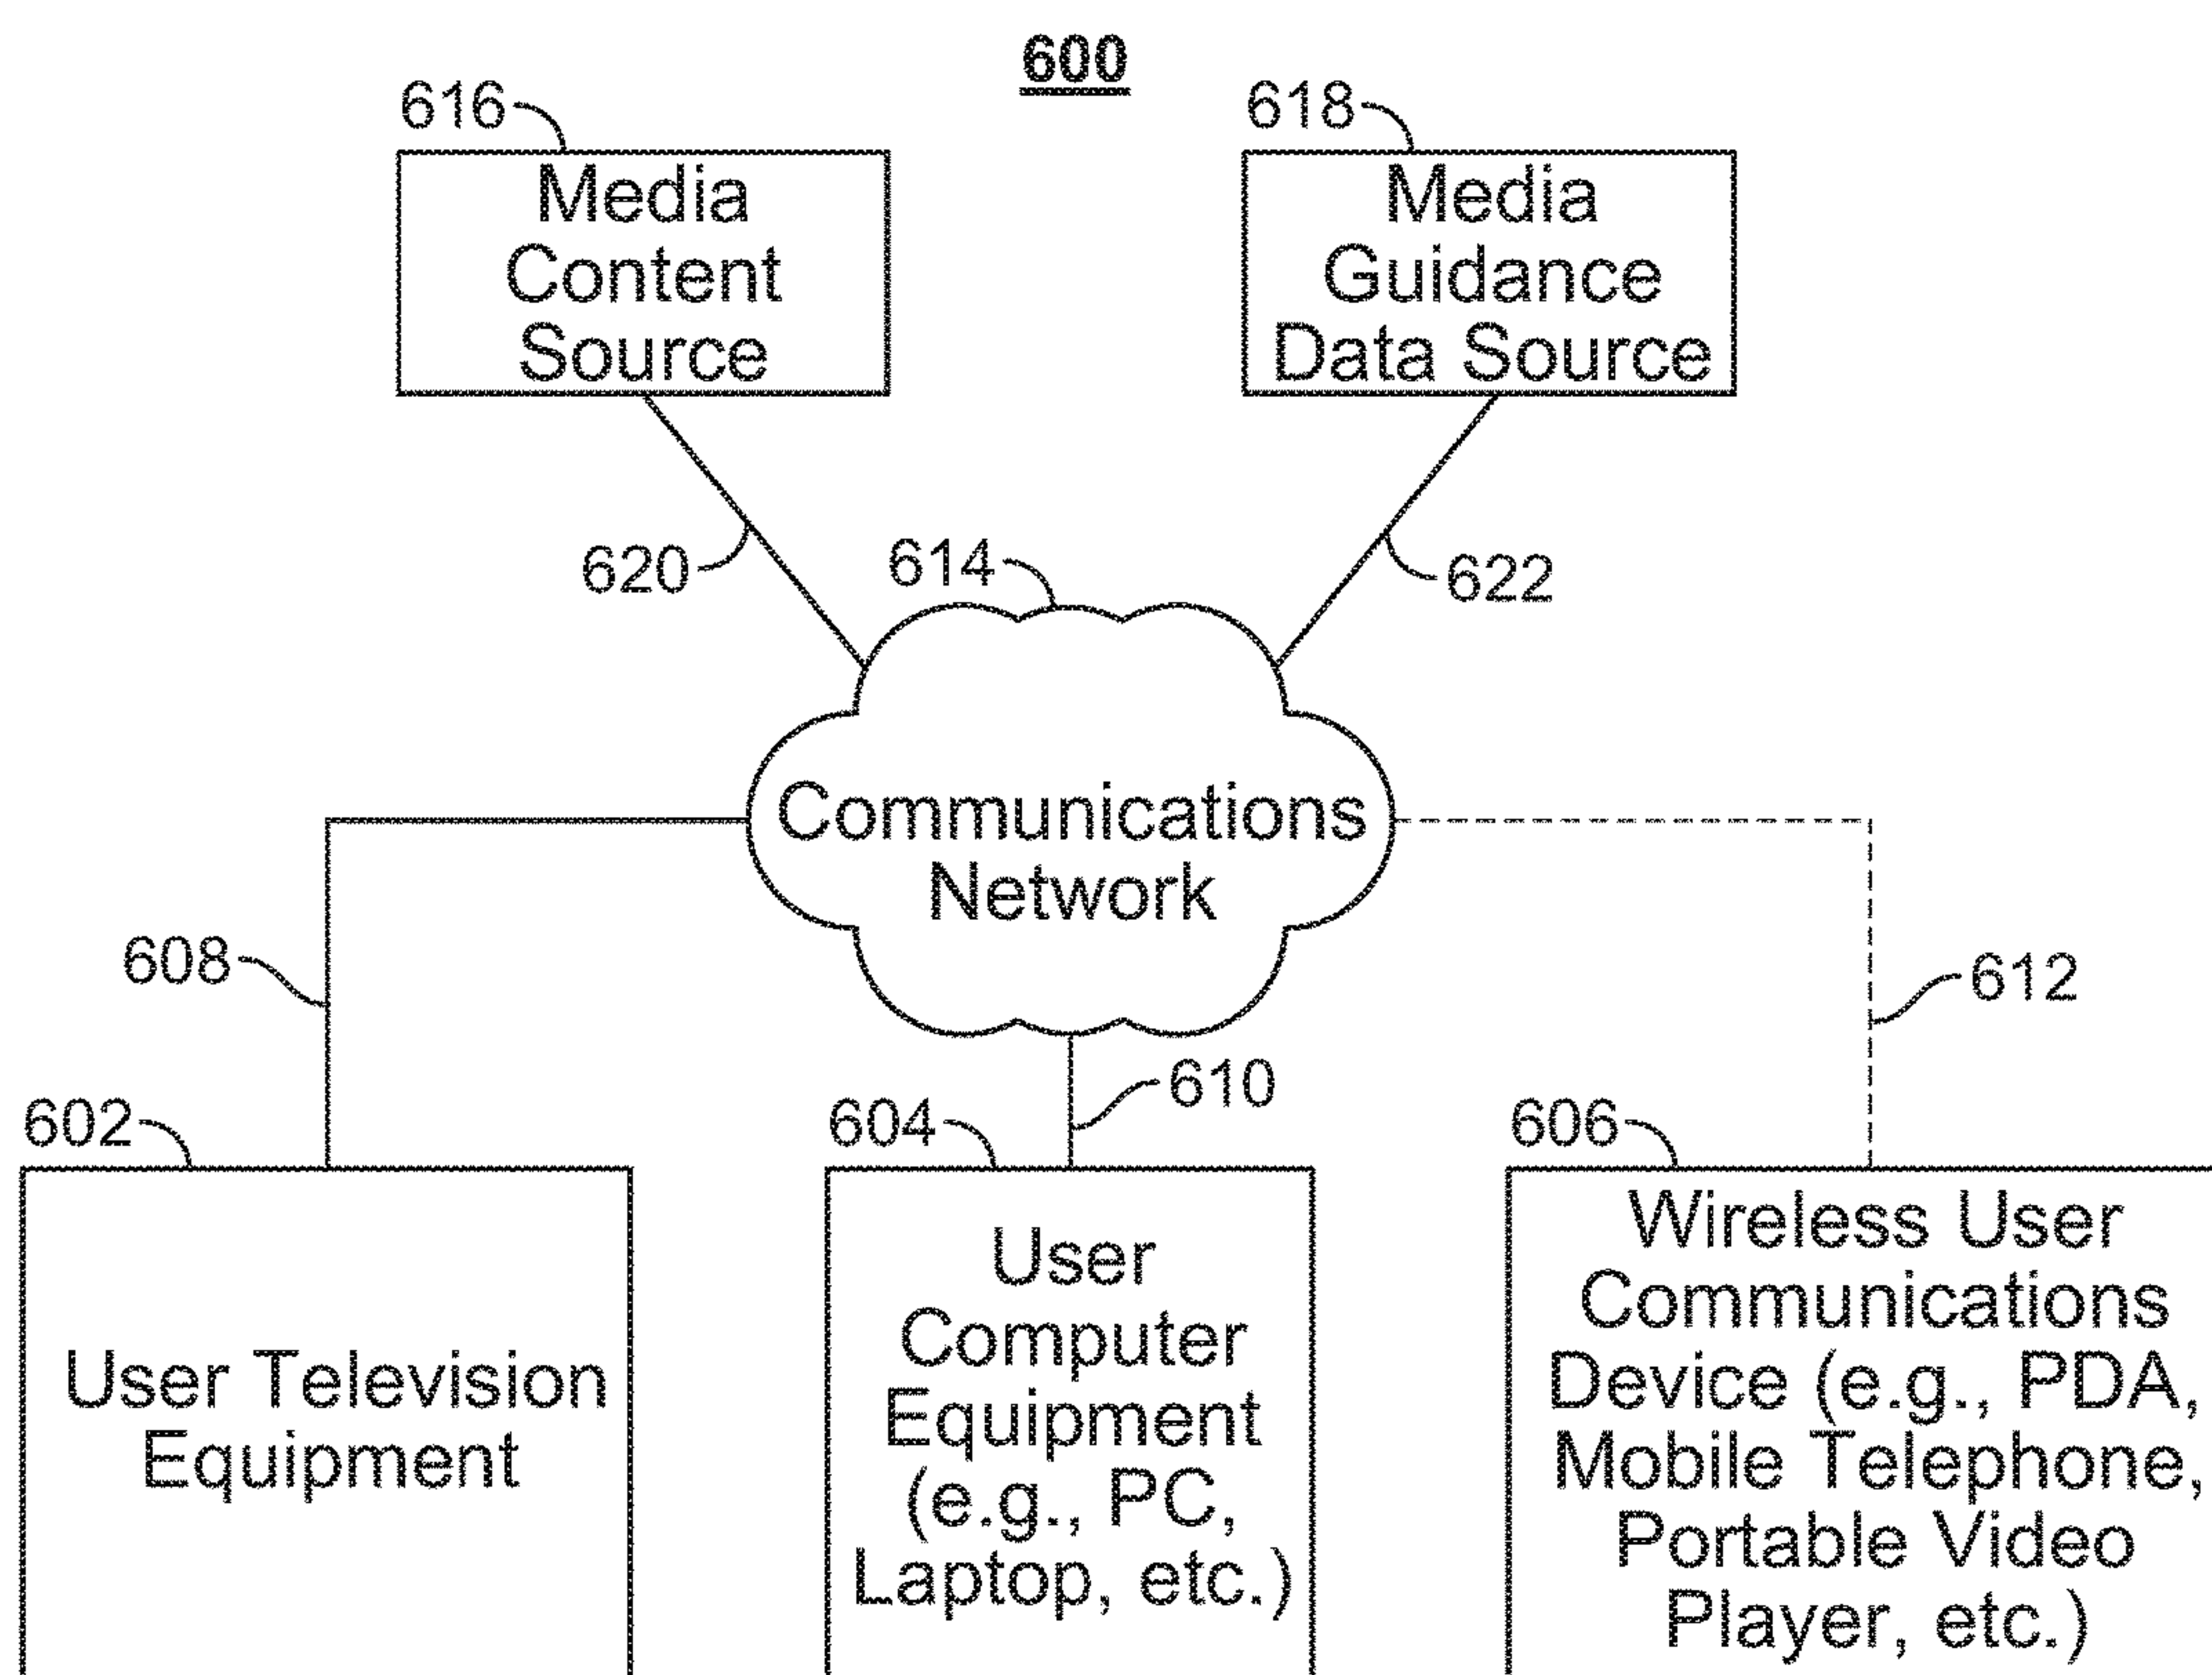 600
616
618
Media
Content
Source
Media
Guidance
Data Source
620
614
622
Communications
Network
608
612
610
602
604
606
User Television
Equipment
User
Computer
Equipment
(e.g., PC,
Laptop, etc.)
Wireless User
Communications
Device (e.g., PDA,
Mobile Telephone,
Portable Video
Player, etc.)